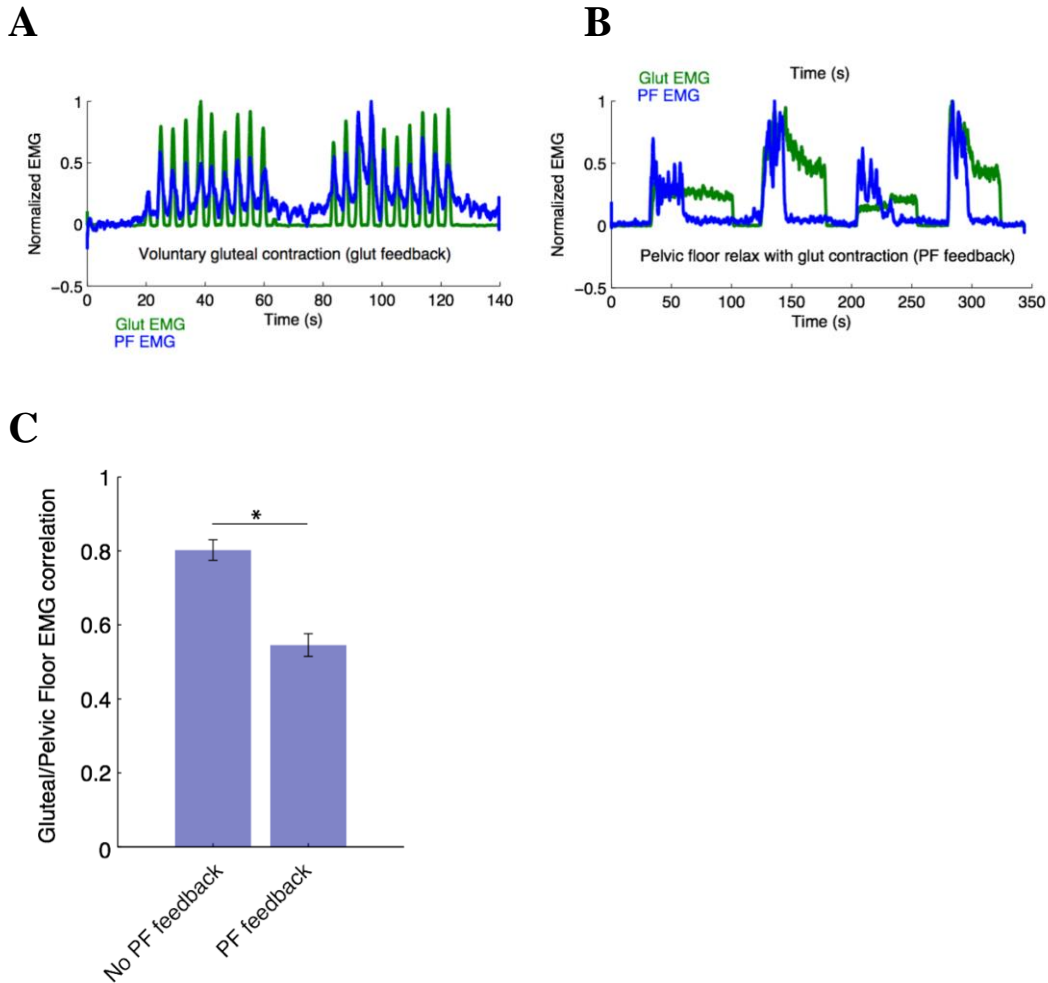 A
Normalized EMG
1
0.5
0
−0.5
Voluntary gluteal contraction (glut feedback)
0 20 40 60 80 100 120 140
Time (s)
Glut EMG
PF EMG
B
Time (s)
Glut EMG
PF EMG
Normalized EMG
1
0.5
0
−0.5
Pelvic floor relax with glut contraction (PF feedback)
0 50 100 150 200 250 300 350
Time (s)
C
Gluteal/Pelvic Floor EMG correlation
1
0.8
0.6
0.4
0.2
0
*
No PF feedback
PF feedback